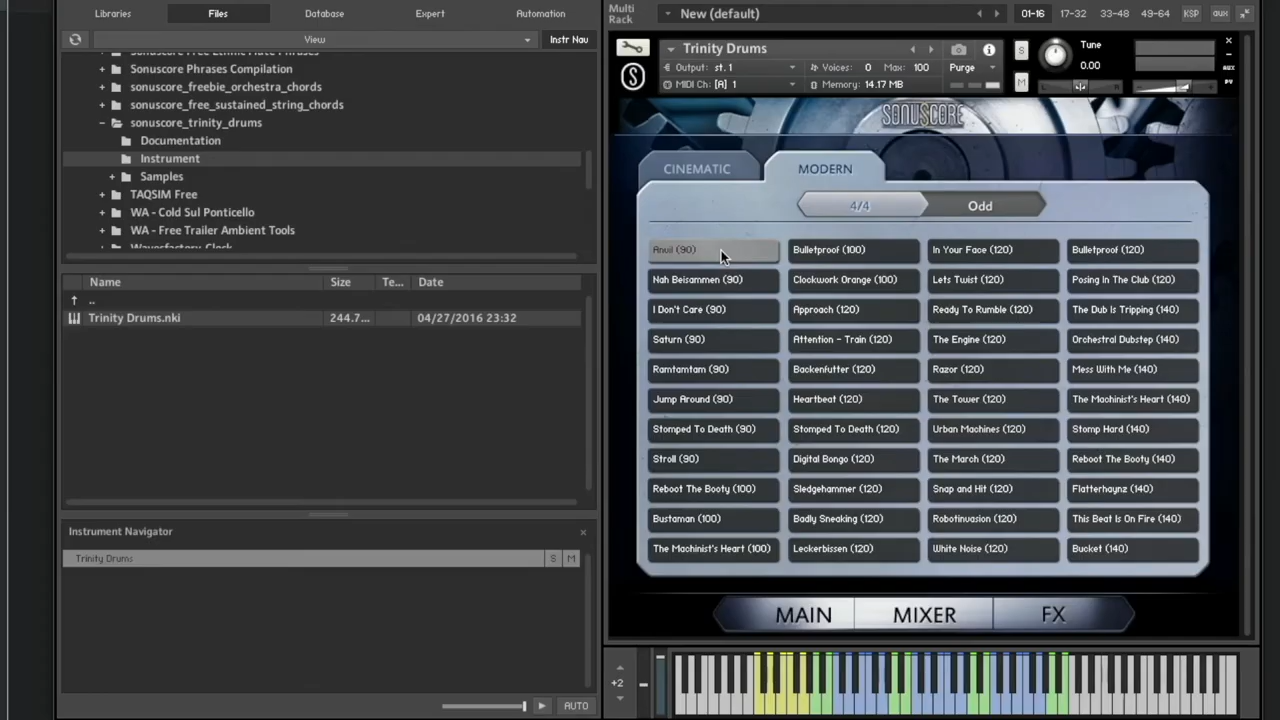 Libraries
Files
Database
Expert
Automation
View
Instr Nav
Sonuscore Phrases Compilation
sonuscore_freebie_orchestra_chords
sonuscore_free_sustained_string_chords
sonuscore_trinity_drums
Documentation
Instrument
Samples
TAQSIM Free
WA - Cold Sul Ponticello
WA - Free Trailer Ambient Tools
Wavesfactory Clock
Name Size Te... Date
..
Trinity Drums.nki 244.7... 04/27/2016 23:32
Instrument Navigator
Trinity Drums S M
AUTO
Multi
Rack
New (default)
01-16 17-32 33-48 49-64 KSP aux
Trinity Drums
Output: st.1 Voices: 0 Max: 100 Purge
MIDI Ch: [A] 1 Memory: 14.17 MB
S
M
Tune
0.00
L R
AUX
PV
SONUSCORE
CINEMATIC MODERN
4/4 Odd
Anvil (90) Bulletproof (100) In Your Face (120) Bulletproof (120)
Nah Beisammen (90) Clockwork Orange (100) Lets Twist (120) Posing In The Club (120)
I Don't Care (90) Approach (120) Ready To Rumble (120) The Dub Is Tripping (140)
Saturn (90) Attention - Train (120) The Engine (120) Orchestral Dubstep (140)
Ramtamtam (90) Backenfutter (120) Razor (120) Mess With Me (140)
Jump Around (90) Heartbeat (120) The Tower (120) The Machinist's Heart (140)
Stomped To Death (90) Stomped To Death (120) Urban Machines (120) Stomp Hard (140)
Stroll (90) Digital Bongo (120) The March (120) Reboot The Booty (140)
Reboot The Booty (100) Sledgehammer (120) Snap and Hit (120) Flatterhaynz (140)
Bustaman (100) Badly Sneaking (120) Robotinvasion (120) This Beat Is On Fire (140)
The Machinist's Heart (100) Leckerbissen (120) White Noise (120) Bucket (140)
MAIN MIXER FX
+2